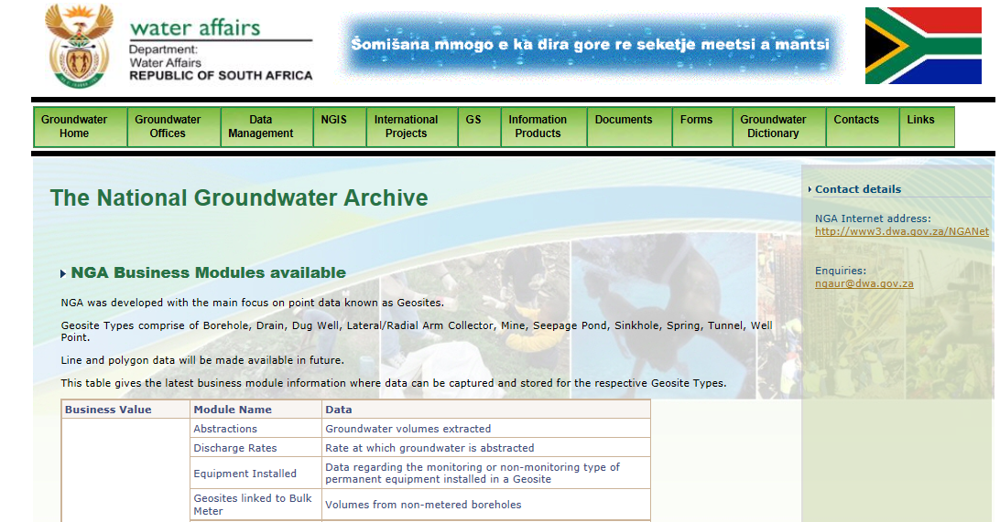 water affairs
Department:
Water Affairs
REPUBLIC OF SOUTH AFRICA
Somišana mmogo e ka dira gore re seketje meetsi a mantsi
Groundwater Home
Groundwater Offices
Data Management
NGIS
International Projects
GS
Information Products
Documents
Forms
Groundwater Dictionary
Contacts
Links
The National Groundwater Archive
NGA Business Modules available
NGA was developed with the main focus on point data known as Geosites.
Geosite Types comprise of Borehole, Drain, Dug Well, Lateral/Radial Arm Collector, Mine, Seepage Pond, Sinkhole, Spring, Tunnel, Well
Point.
Line and polygon data will be made available in future.
This table gives the latest business module information where data can be captured and stored for the respective Geosite Types.
Business Value Module Name Data
Abstractions Groundwater volumes extracted
Discharge Rates Rate at which groundwater is abstracted
Equipment Installed Data regarding the monitoring or non-monitoring type of
permanent equipment installed in a Geosite
Geosites linked to Bulk
Meter Volumes from non-metered boreholes
Contact details
NGA Internet address:
http://www3.dwa.gov.za/NGANet
Enquiries:
ngaur@dwa.gov.za